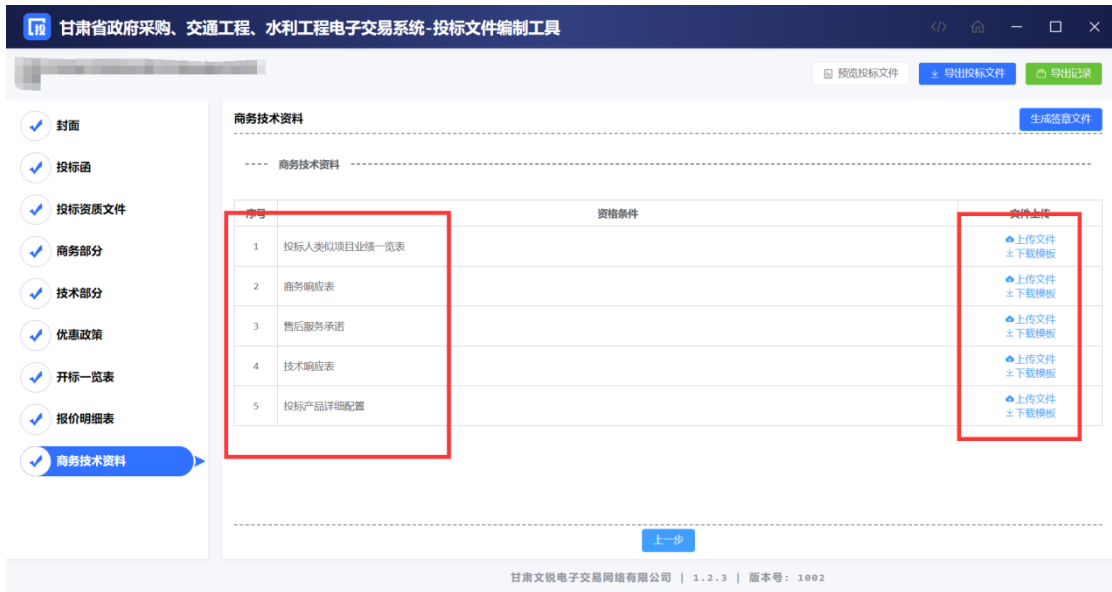 投 甘肃省政府采购、交通工程、水利工程电子交易系统-投标文件编制工具
预览投标文件 导出投标文件 导出记录
封面
投标函
投标资质文件
商务部分
技术部分
优惠政策
开标一览表
报价明细表
商务技术资料
商务技术资料 生成签章文件
---- 商务技术资料
序号 资格条件 文件上传
1 投标人类似项目业绩一览表 上传文件
下载模板
2 商务响应表 上传文件
下载模板
3 售后服务承诺 上传文件
下载模板
4 技术响应表 上传文件
下载模板
5 投标产品详细配置 上传文件
下载模板
上一步
甘肃文锐电子交易网络有限公司 | 1.2.3 | 版本号: 1002